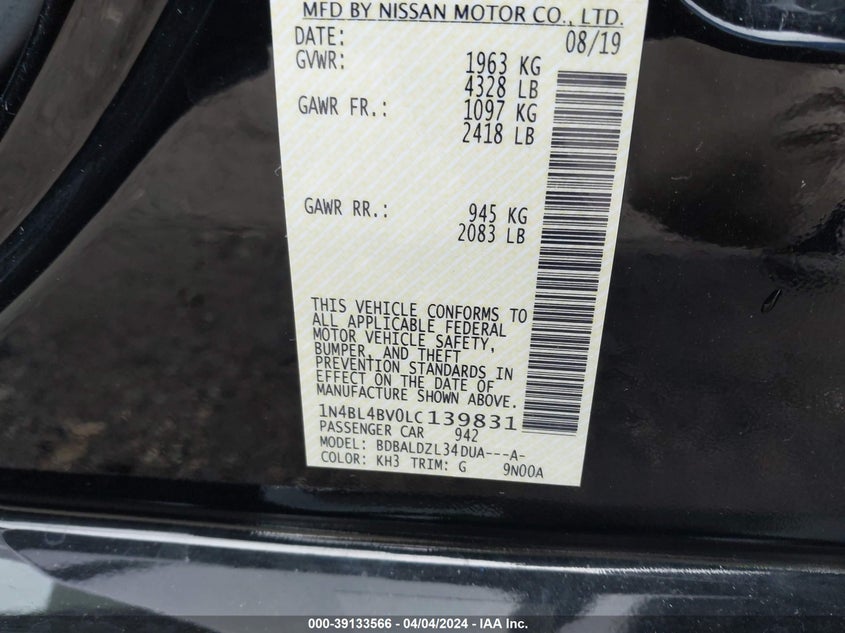 MFD BY NISSAN MOTOR CO., LTD.
DATE: 08/19
GVWR: 1963 KG
4328 LB
GAWR FR.: 1097 KG
2418 LB
GAWR RR.: 945 KG
2083 LB
THIS VEHICLE CONFORMS TO
ALL APPLICABLE FEDERAL
MOTOR VEHICLE SAFETY,
BUMPER, AND THEFT
PREVENTION STANDARDS IN
EFFECT ON THE DATE OF
MANUFACTURE SHOWN ABOVE.
1N4BL4BV0LC139831
PASSENGER CAR 942
MODEL: BDBALDZL34DUA---A-
COLOR: KH3 TRIM: G 9N00A
000-39133566 - 04/04/2024 - IAA Inc.